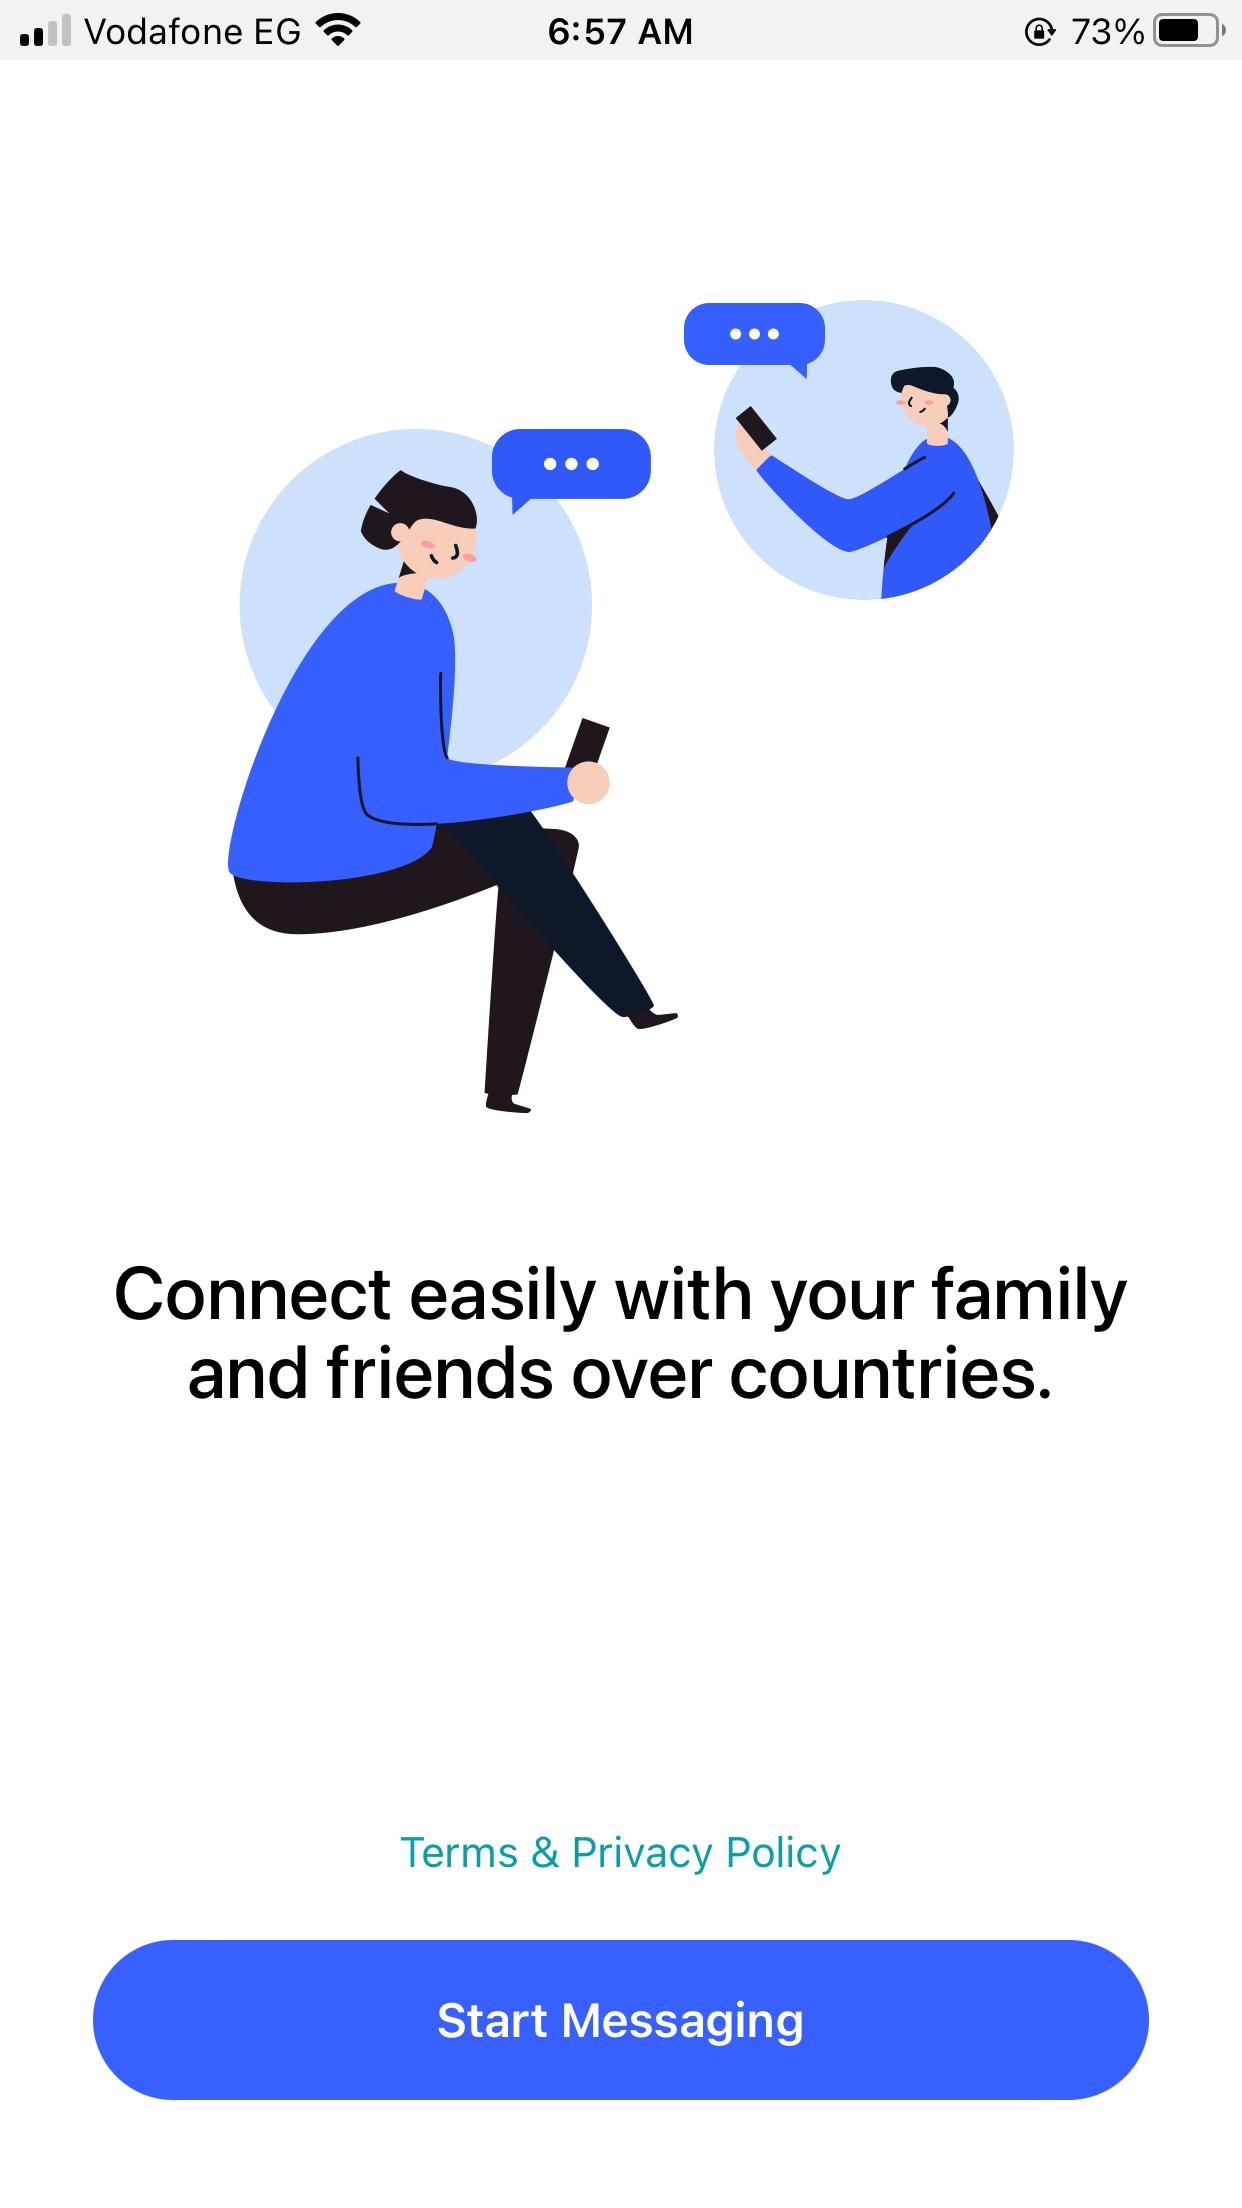 Vodafone EG
6:57 AM
73%
Connect easily with your family
and friends over countries.
Terms & Privacy Policy
Start Messaging